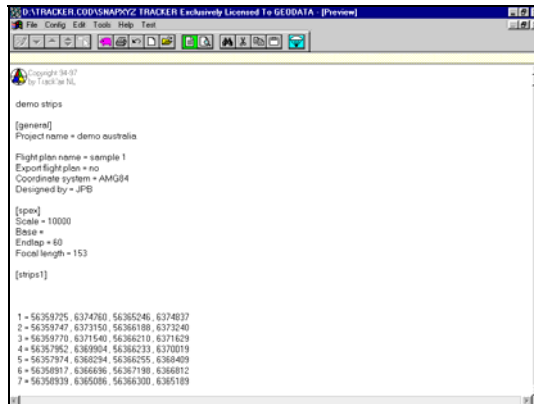 D:\TRACKER.COD\SNAPXYZ TRACKER Exclusively Licensed To GEODATA - [Preview]
File Config Edit Tools Help Test
Copyright 94-97
by Track'air NL,
demo strips
[general]
Project name = demo australia
Flight plan name = sample 1
Export flight plan = no
Coordinate system = AMG84
Designed by = JPB
[spex]
Scale = 10000
Base =
Endlap = 60
Focal length = 153
[strips1]
1 = 56359725 , 6374760 , 56365246 , 6374837
2 = 56359747 , 6373150 , 56366188 , 6373240
3 = 56359770 , 6371540 , 56366210 , 6371629
4 = 56357952 , 6369904 , 56366233 , 6370019
5 = 56357974 , 6368294 , 56366255 , 6368409
6 = 56358917 , 6366696 , 56367198 , 6366812
7 = 56358939 , 6365086 , 56366300 , 6365189